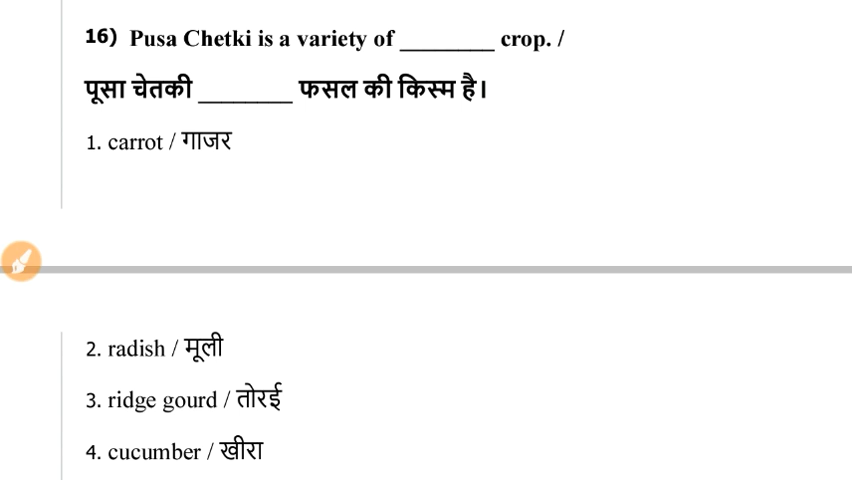 16) Pusa Chetki is a variety of ________ crop. /
पूसा चेतकी ________ फसल की किस्म है।
1. carrot / गाजर
2. radish / मूली
3. ridge gourd / तोरई
4. cucumber / खीरा